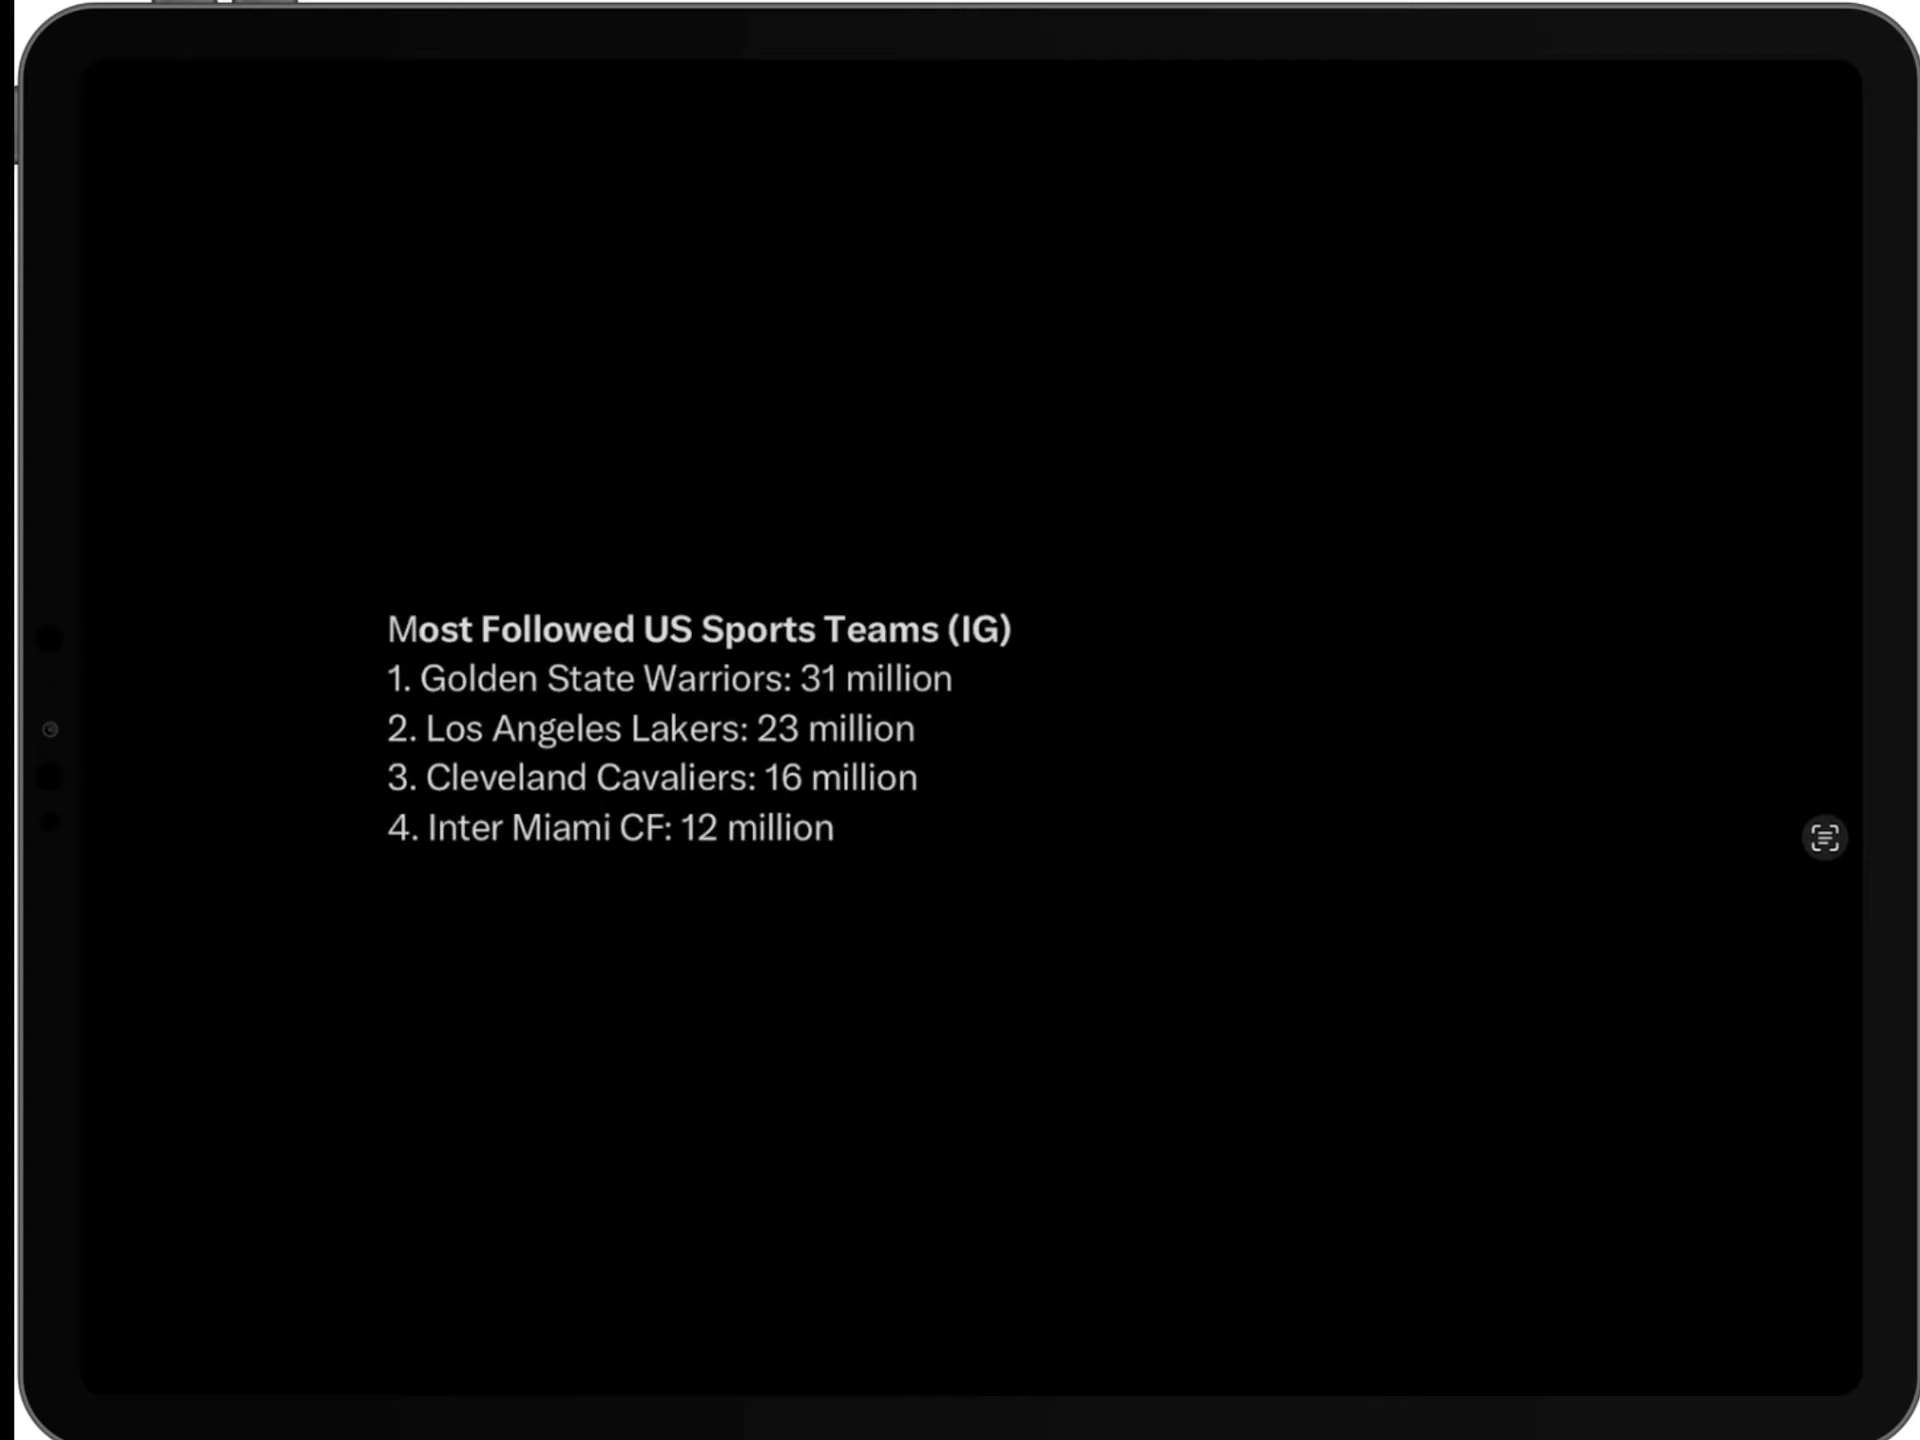 Most Followed US Sports Teams (IG)
1. Golden State Warriors: 31 million
2. Los Angeles Lakers: 23 million
3. Cleveland Cavaliers: 16 million
4. Inter Miami CF: 12 million